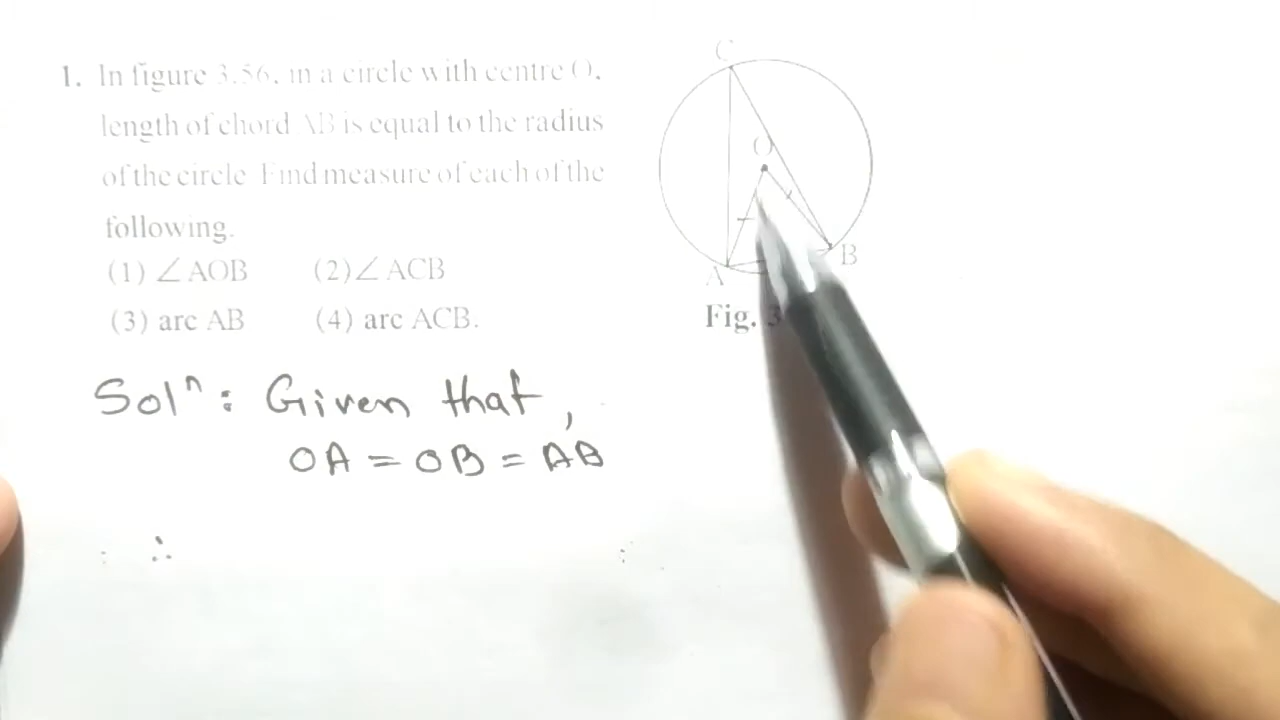 1. In figure 3.56, in a circle with centre O,
length of chord AB is equal to the radius
of the circle Find measure of each of the
following.
(1) ∠AOB (2)∠ACB
(3) arc AB (4) arc ACB.
C
O
B
A
Fig. 3
Solⁿ : Given that,
OA = OB = AB
∴